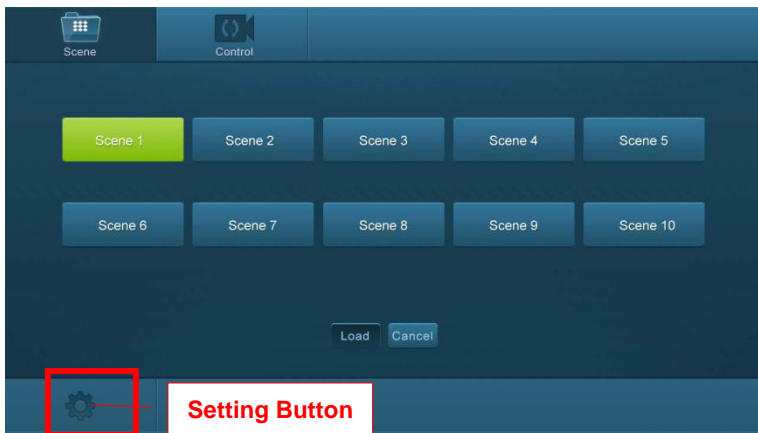 Scene
Control
Scene 1
Scene 2
Scene 3
Scene 4
Scene 5
Scene 6
Scene 7
Scene 8
Scene 9
Scene 10
Load
Cancel
Setting Button